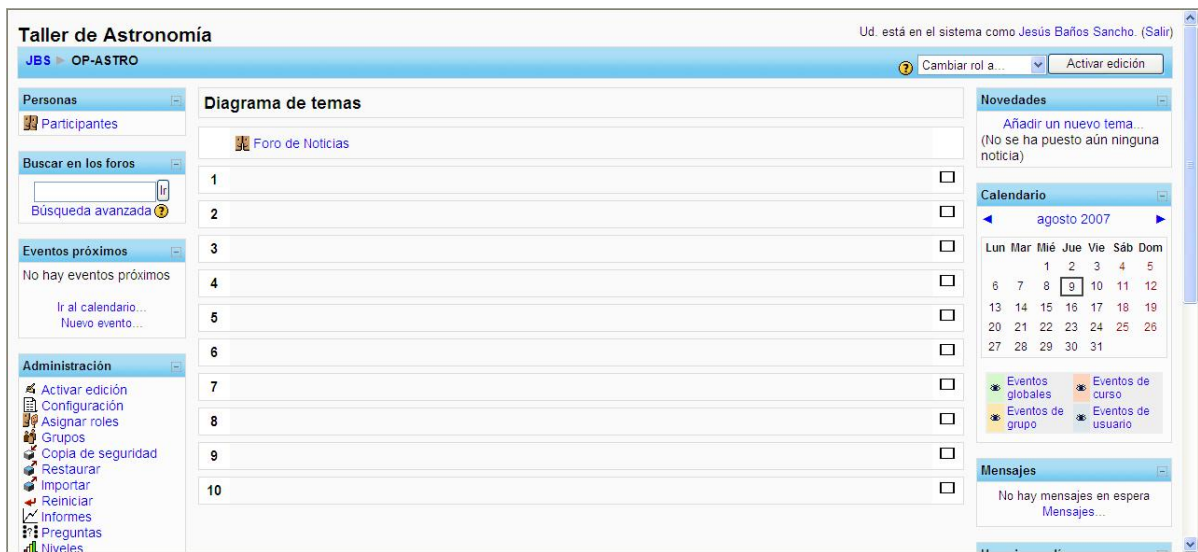 Taller de Astronomía
Ud. está en el sistema como Jesús Baños Sancho. (Salir)
JBS ► OP-ASTRO
Cambiar rol a...
Activar edición
Personas
Participantes
Buscar en los foros
Ir
Búsqueda avanzada
Eventos próximos
No hay eventos próximos
Ir al calendario...
Nuevo evento...
Administración
Activar edición
Configuración
Asignar roles
Grupos
Copia de seguridad
Restaurar
Importar
Reiniciar
Informes
Preguntas
Niveles
Diagrama de temas
Foro de Noticias
1
2
3
4
5
6
7
8
9
10
Novedades
Añadir un nuevo tema...
(No se ha puesto aún ninguna
noticia)
Calendario
◄ agosto 2007 ►
Lun Mar Mié Jue Vie Sáb Dom
1 2 3 4 5
6 7 8 9 10 11 12
13 14 15 16 17 18 19
20 21 22 23 24 25 26
27 28 29 30 31
Eventos globales
Eventos de curso
Eventos de grupo
Eventos de usuario
Mensajes
No hay mensajes en espera
Mensajes...